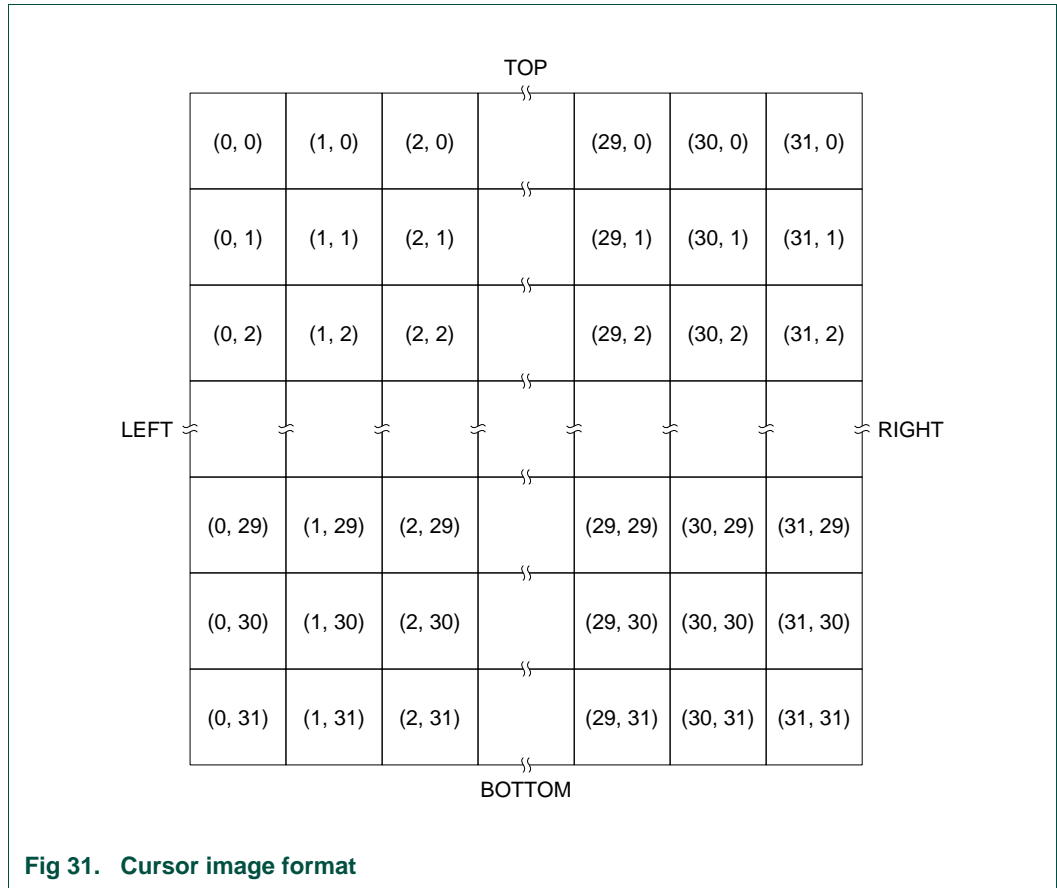 TOP
(0, 0) (1, 0) (2, 0) (29, 0) (30, 0) (31, 0)
(0, 1) (1, 1) (2, 1) (29, 1) (30, 1) (31, 1)
(0, 2) (1, 2) (2, 2) (29, 2) (30, 2) (31, 2)
LEFT RIGHT
(0, 29) (1, 29) (2, 29) (29, 29) (30, 29) (31, 29)
(0, 30) (1, 30) (2, 30) (29, 30) (30, 30) (31, 30)
(0, 31) (1, 31) (2, 31) (29, 31) (30, 31) (31, 31)
BOTTOM
Fig 31. Cursor image format